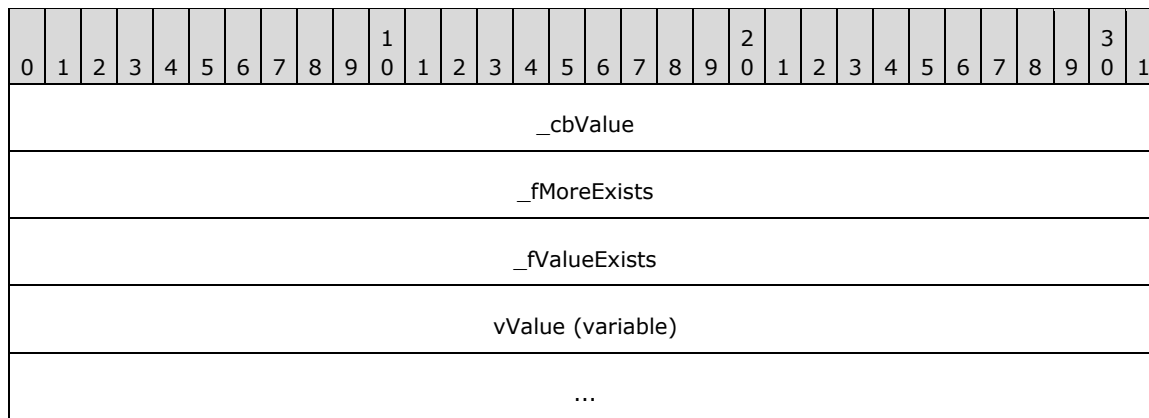 1 2 3
0 1 2 3 4 5 6 7 8 9 0 1 2 3 4 5 6 7 8 9 0 1 2 3 4 5 6 7 8 9 0 1
_cbValue
_fMoreExists
_fValueExists
vValue (variable)
...